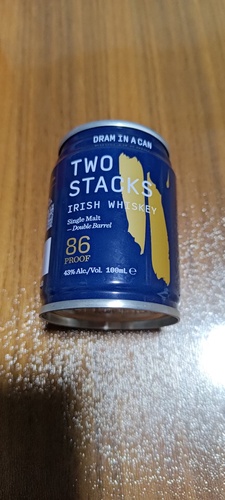 DRAM IN A CAN
TWO
STACKS
IRISH WHISKEY
Single Malt
— Double Barrel
86
PROOF
43% Alc./Vol. 100mL ℮